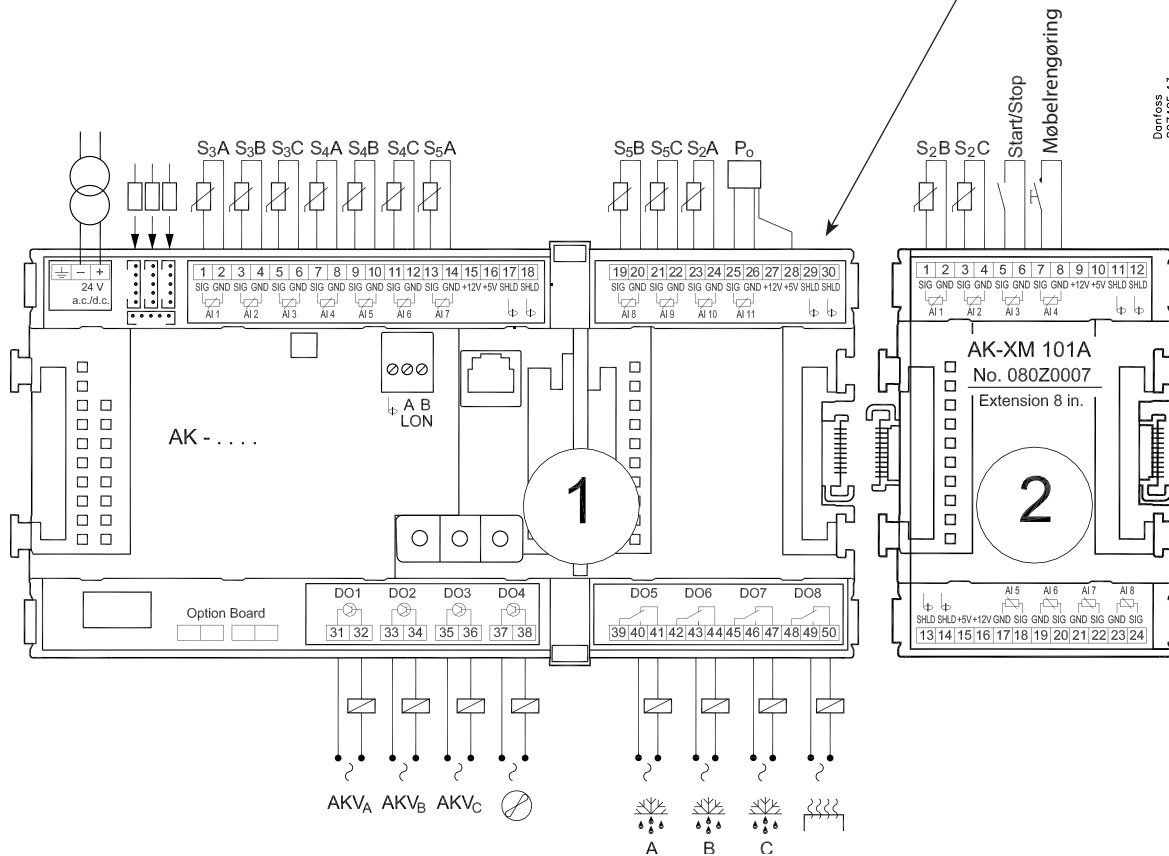 S3A S3B S3C S4A S4B S4C S5A
S5B S5C S2A Po
S2B S2C Start/Stop Møbelrengøring
Danfoss
– +
24 V
a.c./d.c.
1 2 3 4 5 6 7 8 9 10 11 12 13 14 15 16 17 18
SIG GND SIG GND SIG GND SIG GND SIG GND SIG GND SIG GND +12V +5V SHLD SHLD
AI 1 AI 2 AI 3 AI 4 AI 5 AI 6 AI 7
19 20 21 22 23 24 25 26 27 28 29 30
SIG GND SIG GND SIG GND SIG GND +12V +5V SHLD SHLD
AI 8 AI 9 AI 10 AI 11
1 2 3 4 5 6 7 8 9 10 11 12
SIG GND SIG GND SIG GND SIG GND +12V +5V SHLD SHLD
AI 1 AI 2 AI 3 AI 4
A B
LON
AK - . . . .
1
AK-XM 101A
No. 080Z0007
Extension 8 in.
2
Option Board
DO1 DO2 DO3 DO4
31 32 33 34 35 36 37 38
DO5 DO6 DO7 DO8
39 40 41 42 43 44 45 46 47 48 49 50
AI 5 AI 6 AI 7 AI 8
SHLD SHLD +5V +12V GND SIG GND SIG GND SIG GND SIG
13 14 15 16 17 18 19 20 21 22 23 24
AKVA AKVB AKVC
A B C